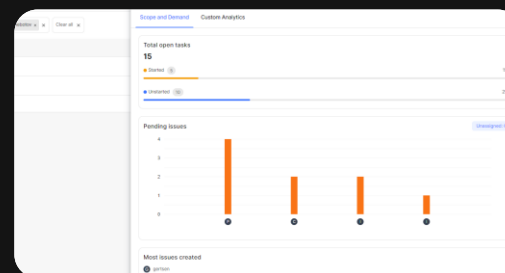 Scope and Demand Custom Analytics
Clear all ×
Total open tasks
15
Started 5
Unstarted 10
Pending issues
Unassigned:
4
3
2
1
0
Most issues created